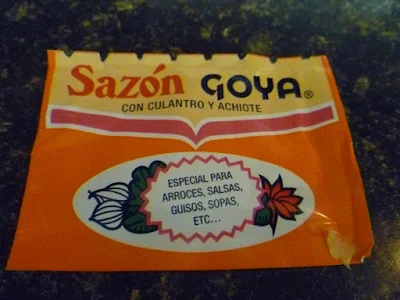 Sazón GOYA®
CON CULANTRO Y ACHIOTE
ESPECIAL PARA
ARROCES, SALSAS,
GUISOS, SOPAS,
ETC...